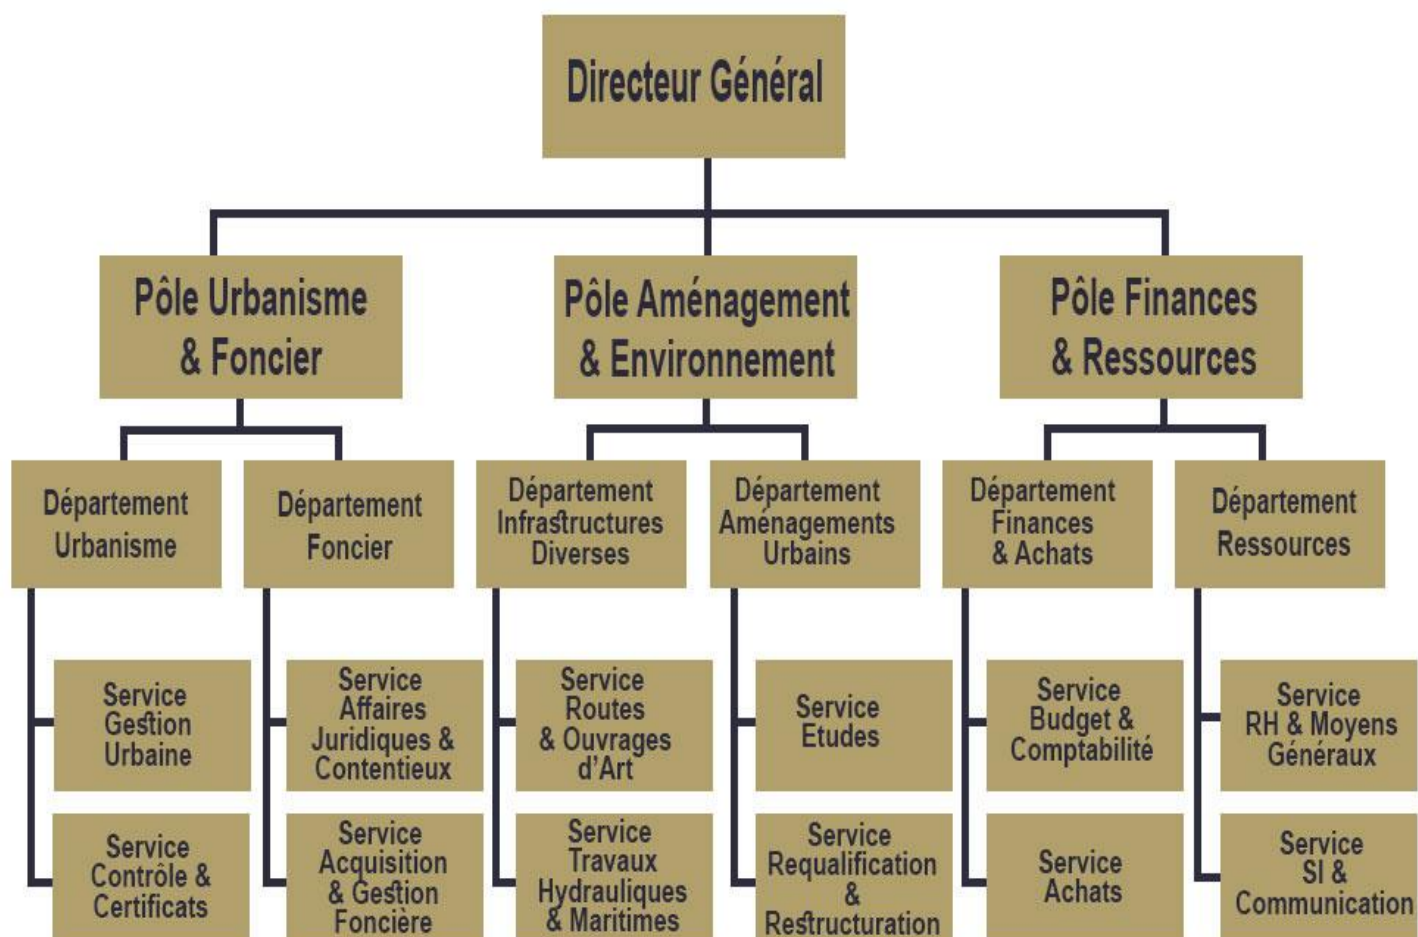 Directeur Général
Pôle Urbanisme
& Foncier
Pôle Aménagement
& Environnement
Pôle Finances
& Ressources
Département
Urbanisme
Département
Foncier
Département
Infrastructures
Diverses
Département
Aménagements
Urbains
Département
Finances
& Achats
Département
Ressources
Service
Gestion
Urbaine
Service
Affaires
Juridiques &
Contentieux
Service
Routes
& Ouvrages
d'Art
Service
Etudes
Service
Budget &
Comptabilité
Service
RH & Moyens
Généraux
Service
Contrôle &
Certificats
Service
Acquisition
& Gestion
Foncière
Service
Travaux
Hydrauliques
& Maritimes
Service
Requalification
&
Restructuration
Service
Achats
Service
SI &
Communication